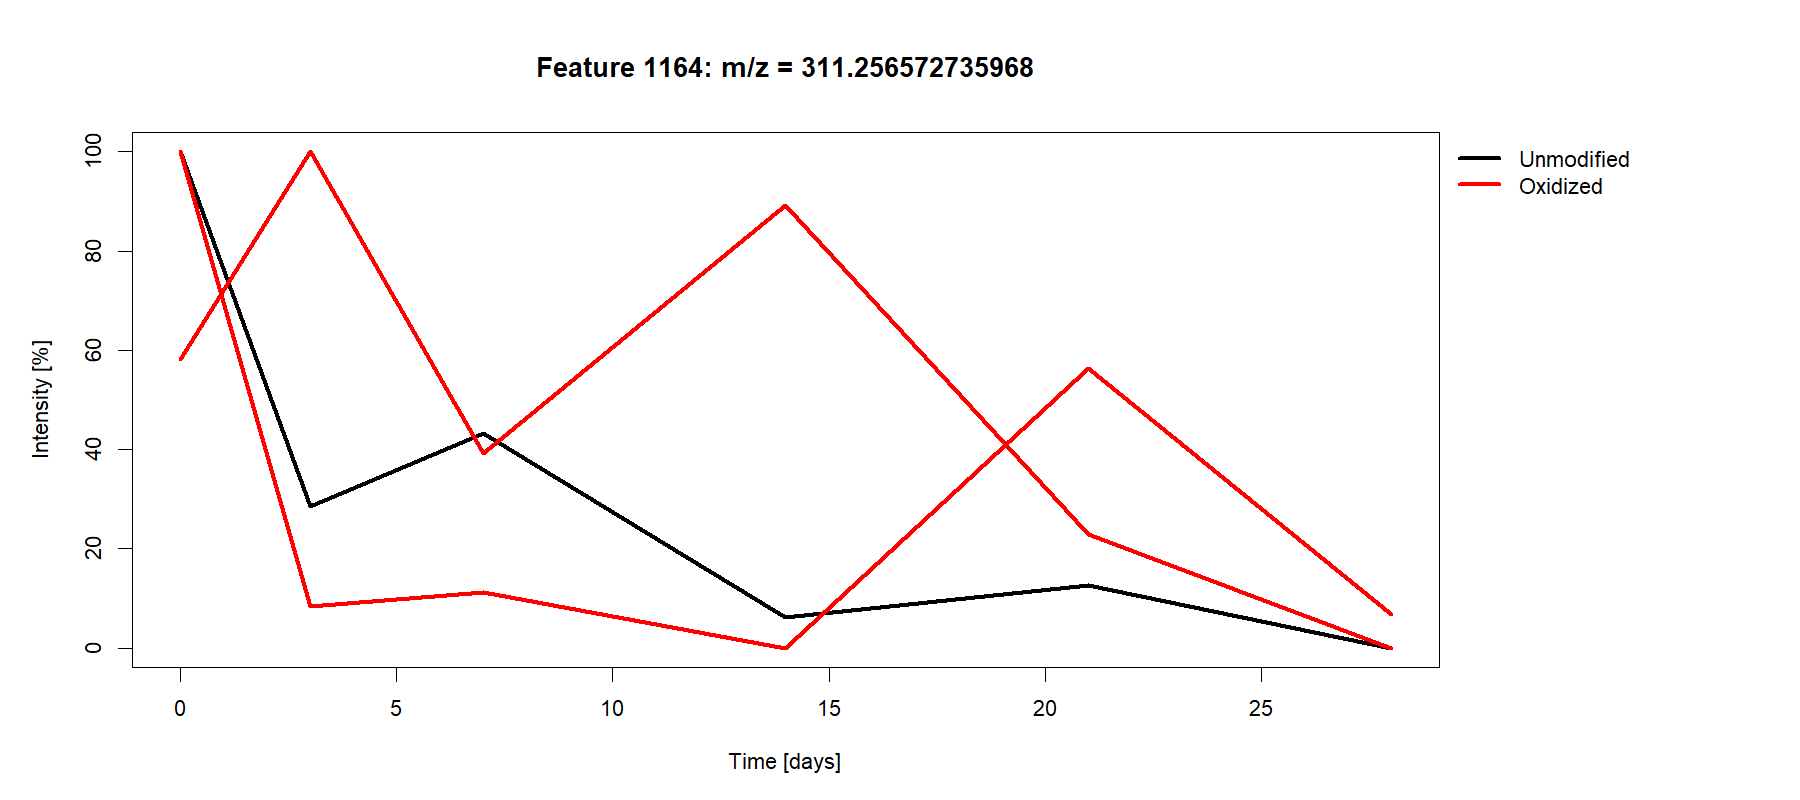 Feature 1164: m/z = 311.256572735968
Unmodified
Oxidized
100
80
60
40
20
0
Intensity [%]
0 5 10 15 20 25
Time [days]